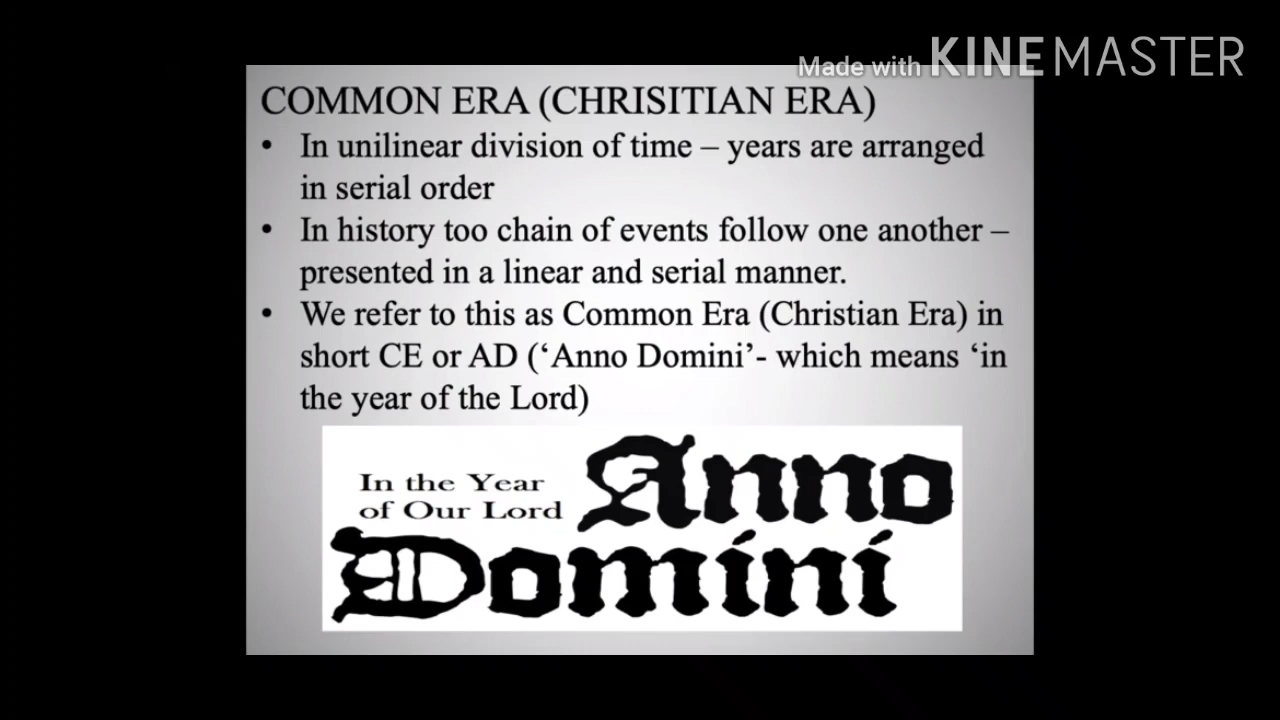 Made with KINEMASTER
COMMON ERA (CHRISITIAN ERA)
• In unilinear division of time – years are arranged
in serial order
• In history too chain of events follow one another –
presented in a linear and serial manner.
• We refer to this as Common Era (Christian Era) in
short CE or AD (‘Anno Domini’- which means ‘in
the year of the Lord)
In the Year
of Our Lord
Anno
Domíní